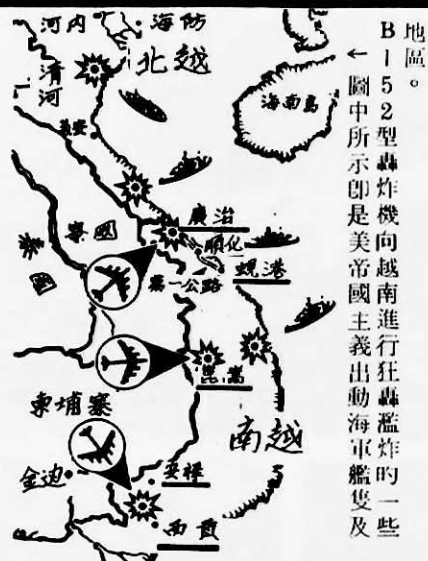 ← 圖中所示即是美帝國主義出動海軍艦隻及
B—52型轟炸機向越南進行狂轟濫炸的一些
地區。
河内
海防
北越
清河
海南島
廣治
順化
寮國
泰國
第一公路
峴港
崑嵩
柬埔寨
南越
金边
安祿
西貢